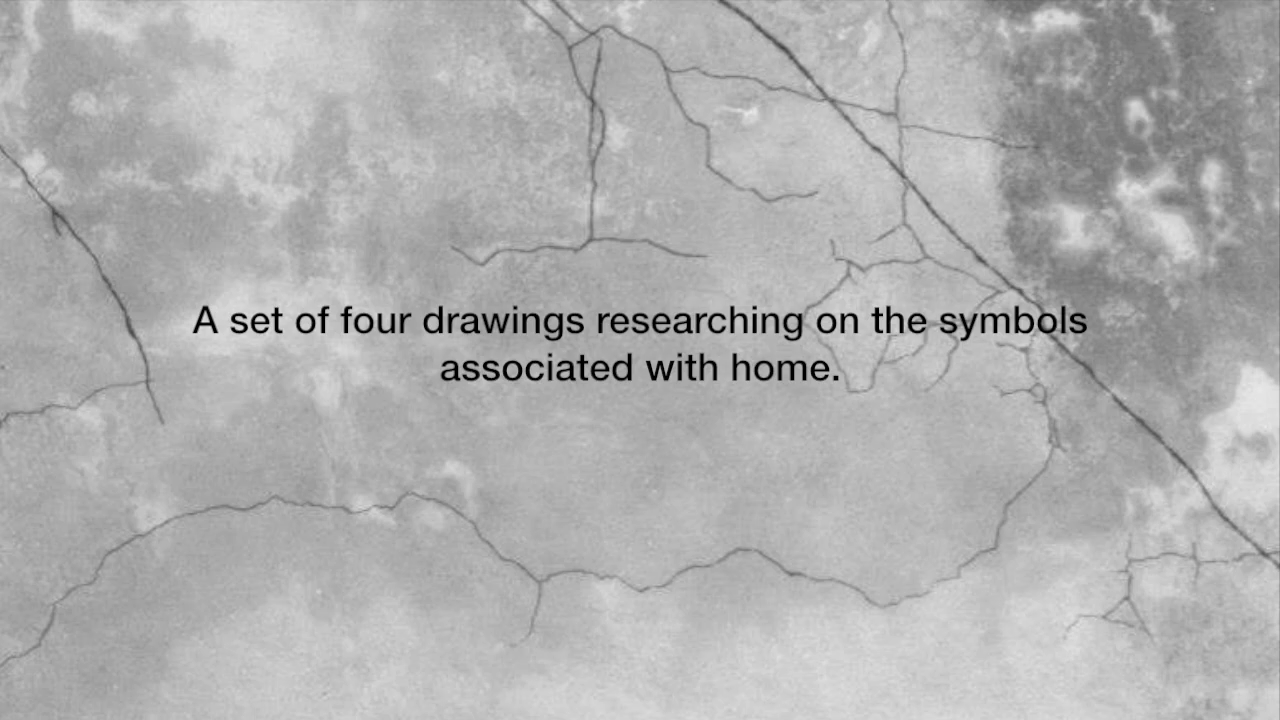 A set of four drawings researching on the symbols
associated with home.